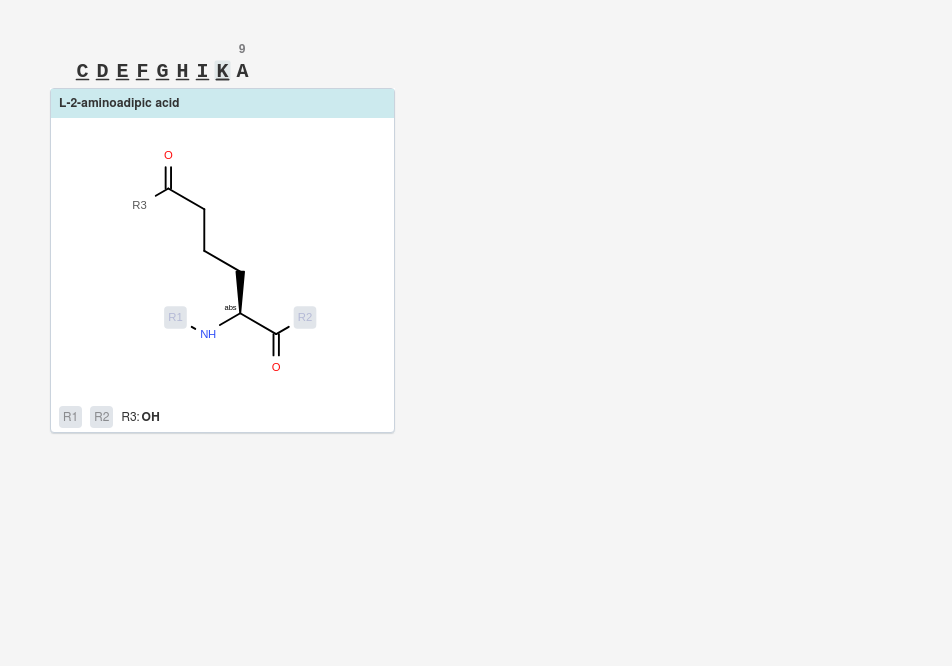 9
CDEFGHIKA
L-2-aminoadipic acid
O
R3
abs
R1 NH R2
O
R1 R2 R3: OH